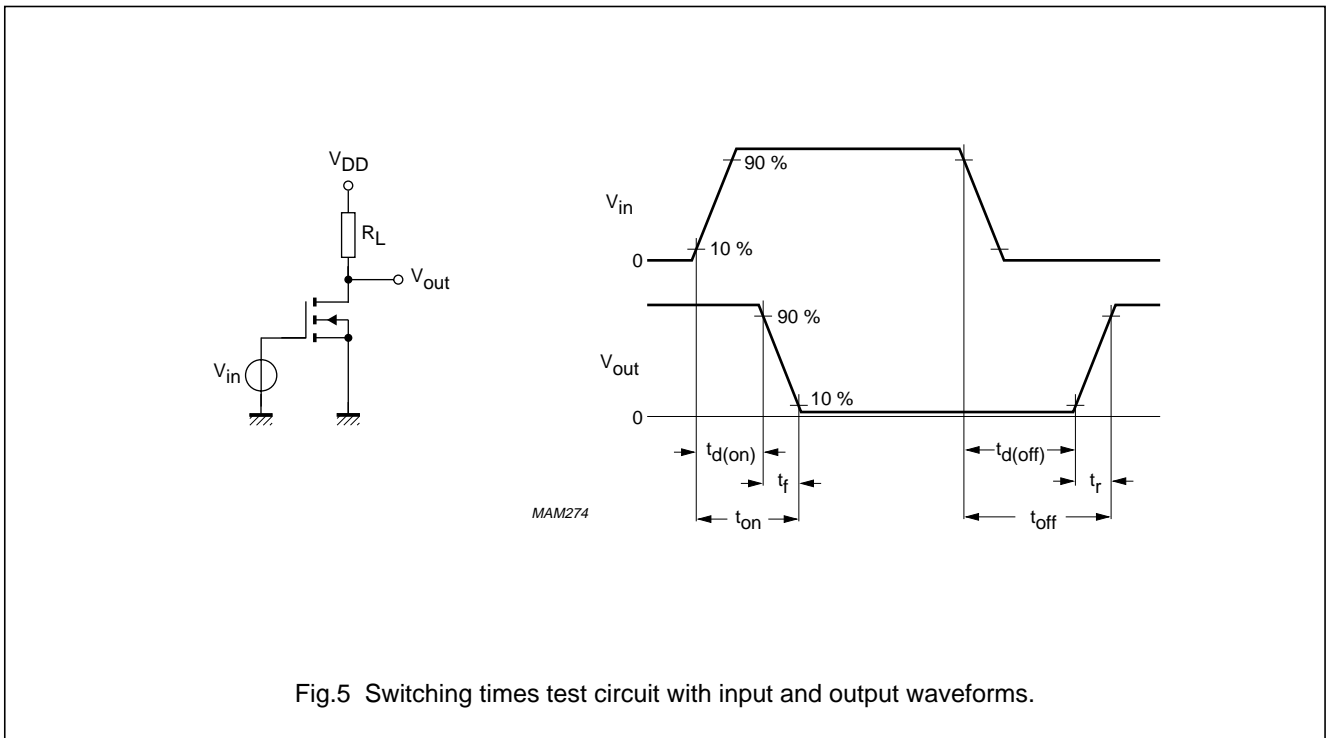 VDD
RL
Vout
Vin
MAM274
Vin
90 %
10 %
0
90 %
Vout
10 %
0
td(on)
td(off)
tf
tr
ton
toff
Fig.5 Switching times test circuit with input and output waveforms.